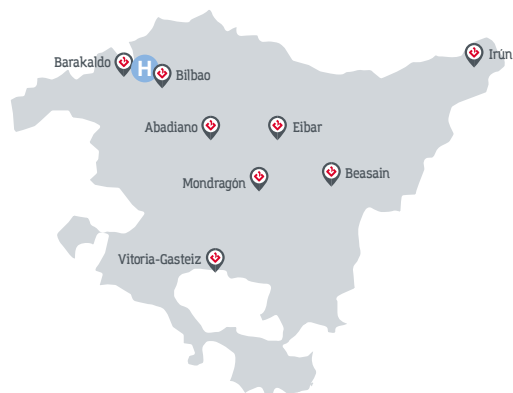 Irún
Barakaldo
H
Bilbao
Abadiano
Eibar
Beasain
Mondragón
Vitoria-Gasteiz